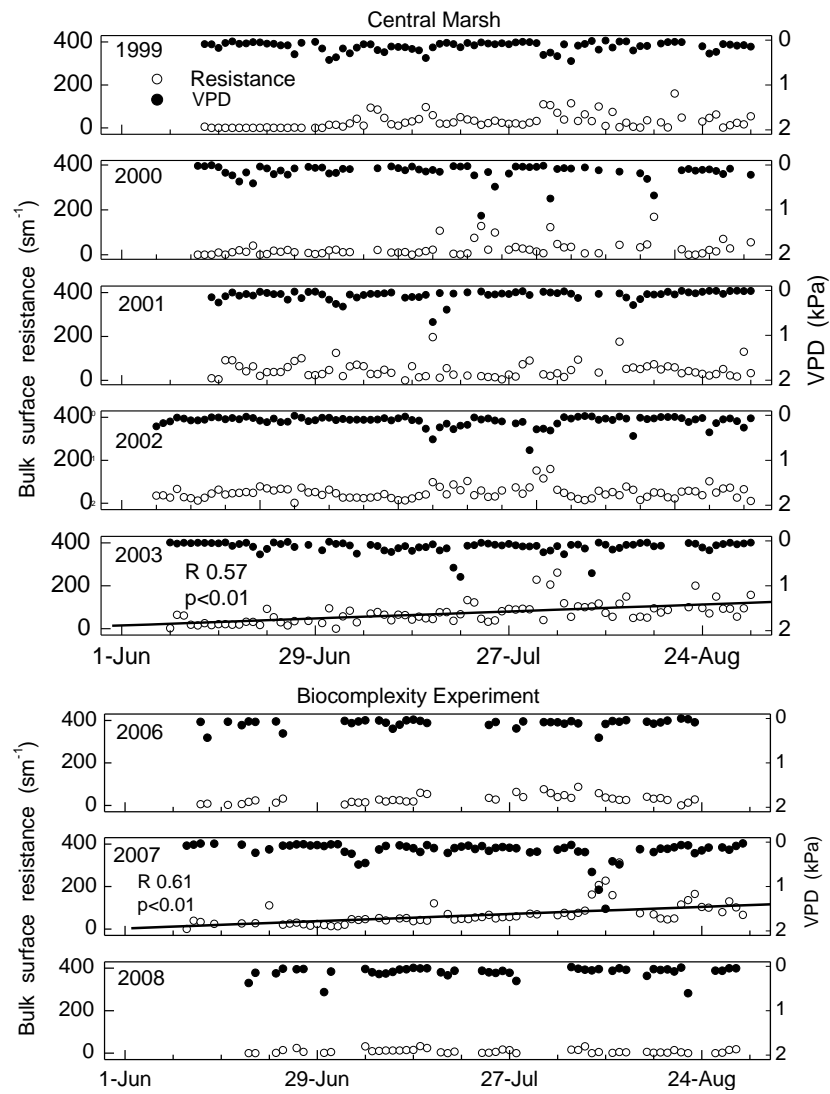 Central Marsh
400 0
1999
○ Resistance
● VPD
200 1
0 2
400 0
2000
200 1
0 2
400 0
2001
200 1
0 2
400 0 0
2002
200 1 1
0 2 2
400 0
2003
R 0.57
p<0.01
200 1
0 2
1-Jun 29-Jun 27-Jul 24-Aug
Bulk surface resistance (sm⁻¹)
VPD (kPa)
Biocomplexity Experiment
400 0
2006
200 1
0 2
400 0
2007
R 0.61
p<0.01
200 1
0 2
400 0
2008
200 1
0 2
1-Jun 29-Jun 27-Jul 24-Aug
Bulk surface resistance (sm⁻¹)
VPD (kPa)